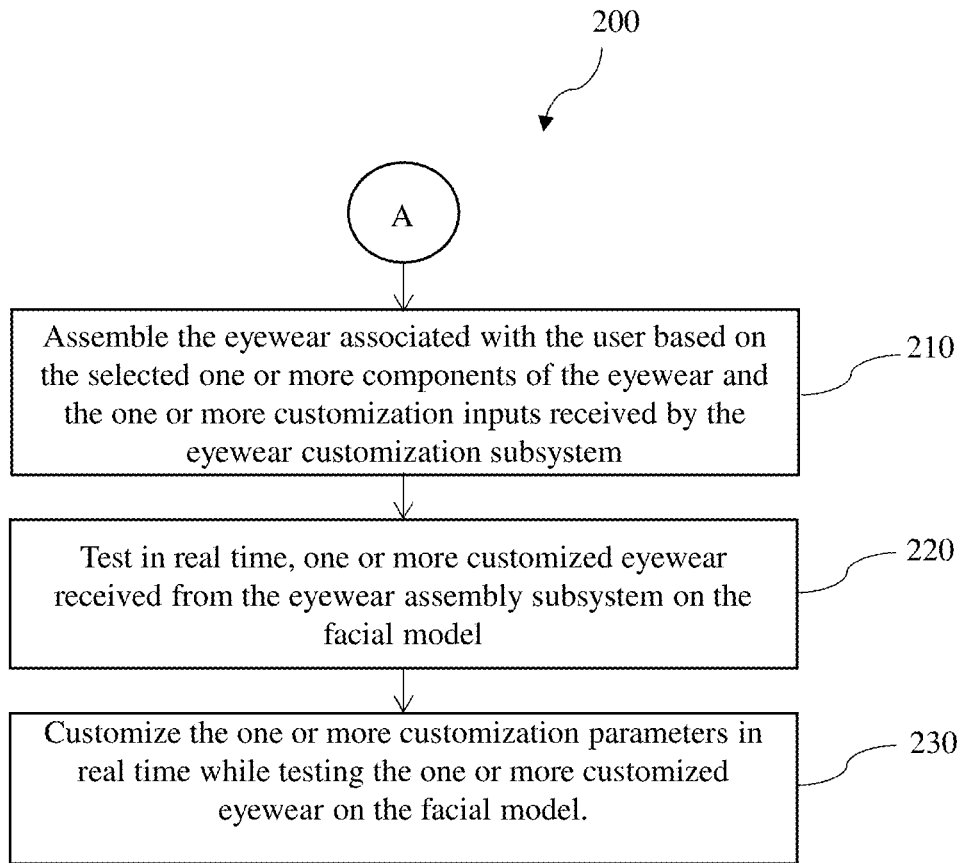 200
A
Assemble the eyewear associated with the user based on
the selected one or more components of the eyewear and
the one or more customization inputs received by the
eyewear customization subsystem
210
Test in real time, one or more customized eyewear
received from the eyewear assembly subsystem on the
facial model
220
Customize the one or more customization parameters in
real time while testing the one or more customized
eyewear on the facial model.
230